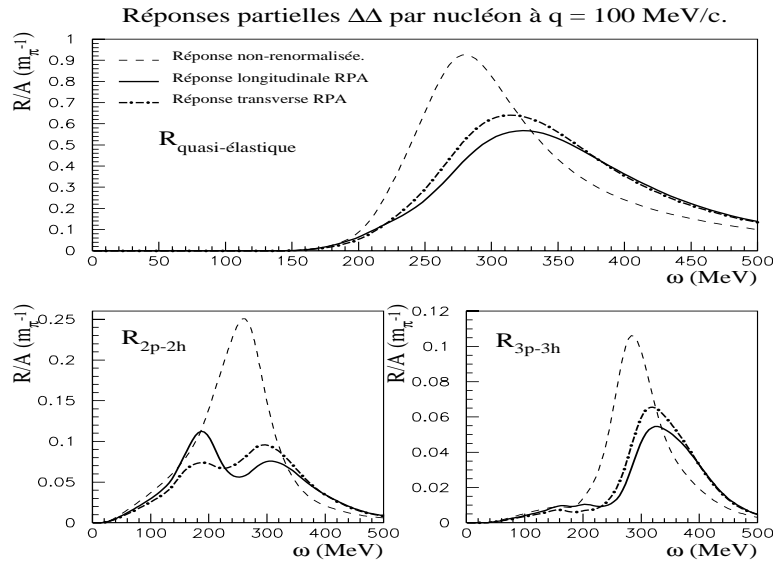 Réponses partielles ΔΔ par nucléon à q = 100 MeV/c.
R/A (m_π^-1)
1
0.9
0.8
0.7
0.6
0.5
0.4
0.3
0.2
0.1
0
Réponse non-renormalisée.
Réponse longitudinale RPA
Réponse transverse RPA
R_quasi-élastique
0 50 100 150 200 250 300 350 400 450 500
ω (MeV)
R/A (m_π^-1)
0.25
0.2
0.15
0.1
0.05
0
R_2p-2h
0 100 200 300 400 500
ω (MeV)
R/A (m_π^-1)
0.12
0.1
0.08
0.06
0.04
0.02
0
R_3p-3h
0 100 200 300 400 500
ω (MeV)